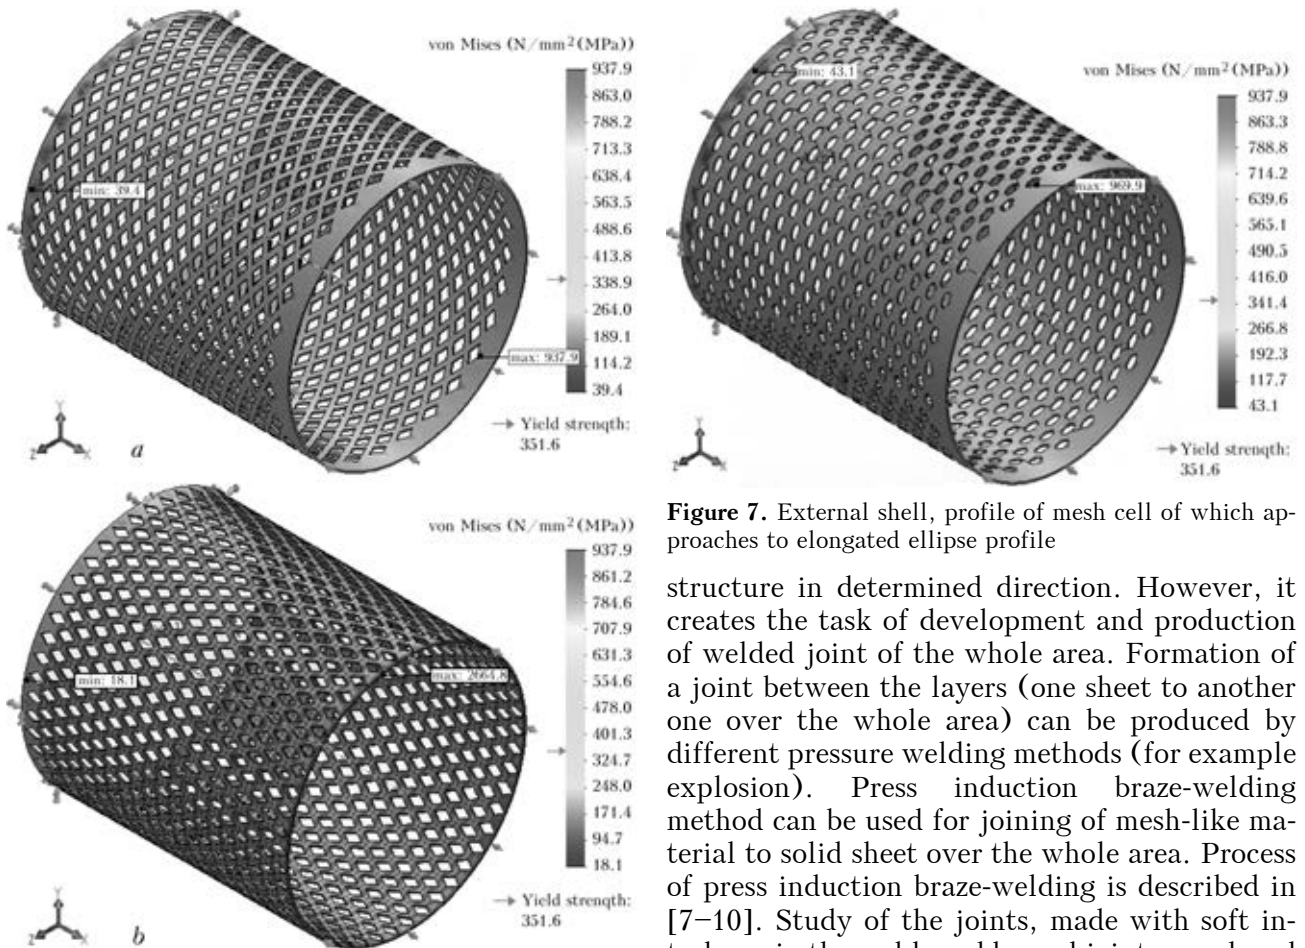 von Mises (N/mm²(MPa))
937.9
863.0
788.2
713.3
638.4
563.5
488.6
413.8
338.9
264.0
189.1
114.2
39.4
min: 39.4
max: 937.9
Yield strenqth:
351.6
Y
Z
X
a
von Mises (N/mm²(MPa))
937.9
861.2
784.6
707.9
631.3
554.6
478.0
401.3
324.7
248.0
171.4
94.7
18.1
min: 18.1
max: 2664.8
Yield strenqth:
351.6
Y
Z
X
b
von Mises (N/mm²(MPa))
937.9
863.3
788.8
714.2
639.6
565.1
490.5
416.0
341.4
266.8
192.3
117.7
43.1
min: 43.1
max: 969.9
Yield strenqth:
351.6
Y
Z
X
Figure 7. External shell, profile of mesh cell of which ap-
proaches to elongated ellipse profile
structure in determined direction. However, it
creates the task of development and production
of welded joint of the whole area. Formation of
a joint between the layers (one sheet to another
one over the whole area) can be produced by
different pressure welding methods (for example
explosion). Press induction braze-welding
method can be used for joining of mesh-like ma-
terial to solid sheet over the whole area. Process
of press induction braze-welding is described in
[7–10]. Study of the joints, made with soft in-